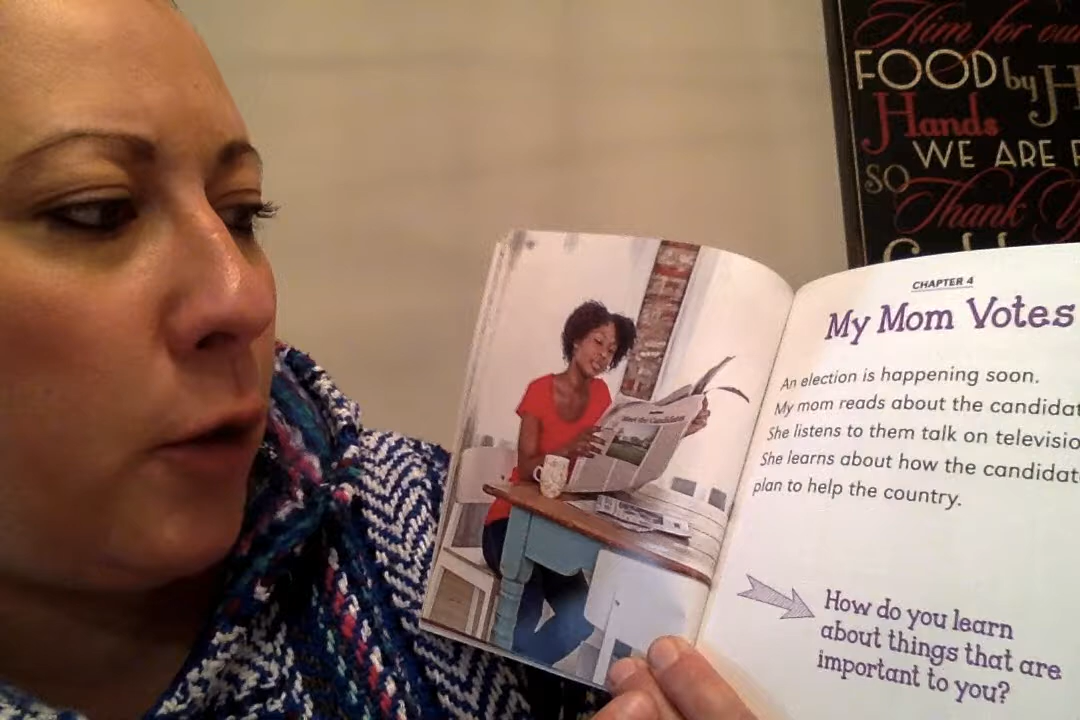 Him for our
FOOD by H
Hands
WE ARE
SO
Thank Y
CHAPTER 4
My Mom Votes
An election is happening soon.
My mom reads about the candidat
She listens to them talk on televisio
She learns about how the candidat
plan to help the country.
How do you learn
about things that are
important to you?